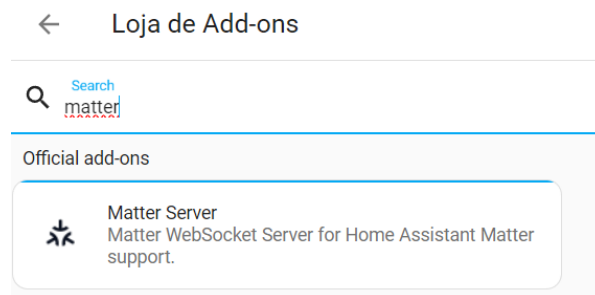 Loja de Add-ons
Search
matter
Official add-ons
Matter Server
Matter WebSocket Server for Home Assistant Matter
support.